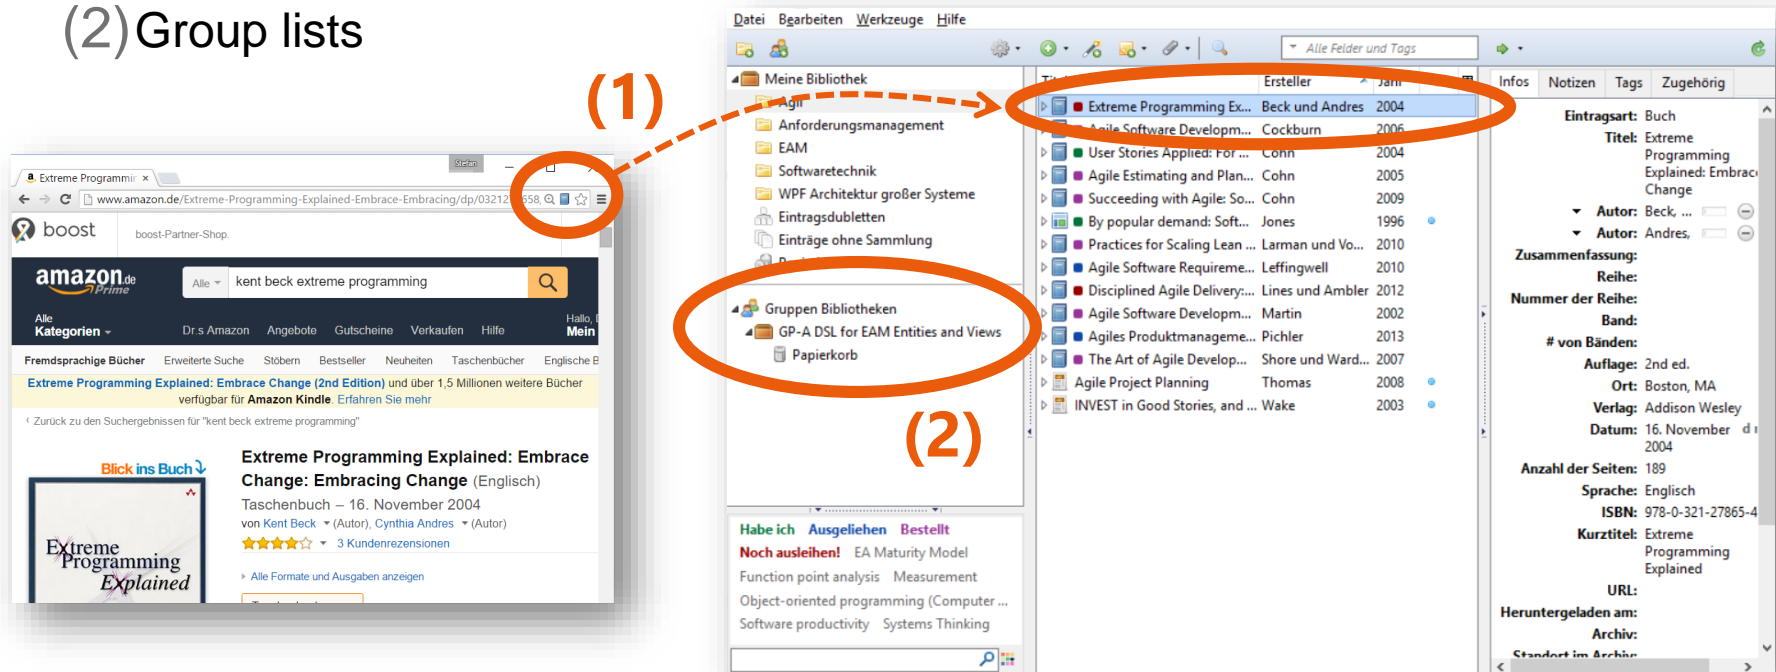 (2) Group lists
(1)
Stefan
Extreme Programmin
www.amazon.de/Extreme-Programming-Explained-Embrace-Embracing/dp/0321
658,
boost
boost-Partner-Shop.
amazon.de
Prime
Alle
kent beck extreme programming
Alle
Kategorien
Dr.s Amazon Angebote Gutscheine Verkaufen Hilfe
Hallo,
Mein
Fremdsprachige Bücher Erweiterte Suche Stöbern Bestseller Neuheiten Taschenbücher Englische B
Extreme Programming Explained: Embrace Change (2nd Edition) und über 1,5 Millionen weitere Bücher
verfügbar für Amazon Kindle. Erfahren Sie mehr
‹ Zurück zu den Suchergebnissen für "kent beck extreme programming"
Blick ins Buch
Extreme
Programming
Explained
Extreme Programming Explained: Embrace
Change: Embracing Change (Englisch)
Taschenbuch – 16. November 2004
von Kent Beck (Autor), Cynthia Andres (Autor)
3 Kundenrezensionen
Alle Formate und Ausgaben anzeigen
Datei Bearbeiten Werkzeuge Hilfe
Alle Felder und Tags
Meine Bibliothek
Agil
Anforderungsmanagement
EAM
Softwaretechnik
WPF Architektur großer Systeme
Eintragsdubletten
Einträge ohne Sammlung
Gruppen Bibliotheken
GP-A DSL for EAM Entities and Views
Papierkorb
(2)
Habe ich Ausgeliehen Bestellt
Noch ausleihen! EA Maturity Model
Function point analysis Measurement
Object-oriented programming (Computer ...
Software productivity Systems Thinking
Ersteller Jahr
Extreme Programming Ex... Beck und Andres 2004
Agile Software Developm... Cockburn 2006
User Stories Applied: For ... Cohn 2004
Agile Estimating and Plan... Cohn 2005
Succeeding with Agile: So... Cohn 2009
By popular demand: Soft... Jones 1996
Practices for Scaling Lean ... Larman und Vo... 2010
Agile Software Requireme... Leffingwell 2010
Disciplined Agile Delivery:... Lines und Ambler 2012
Agile Software Developm... Martin 2002
Agiles Produktmanageme... Pichler 2013
The Art of Agile Develop... Shore und Ward... 2007
Agile Project Planning Thomas 2008
INVEST in Good Stories, and ... Wake 2003
Infos Notizen Tags Zugehörig
Eintragsart: Buch
Titel: Extreme
Programming
Explained: Embrac
Change
Autor: Beck, ...
Autor: Andres,
Zusammenfassung:
Reihe:
Nummer der Reihe:
Band:
# von Bänden:
Auflage: 2nd ed.
Ort: Boston, MA
Verlag: Addison Wesley
Datum: 16. November d
2004
Anzahl der Seiten: 189
Sprache: Englisch
ISBN: 978-0-321-27865-4
Kurztitel: Extreme
Programming
Explained
URL:
Heruntergeladen am:
Archiv:
Standort im Archiv: